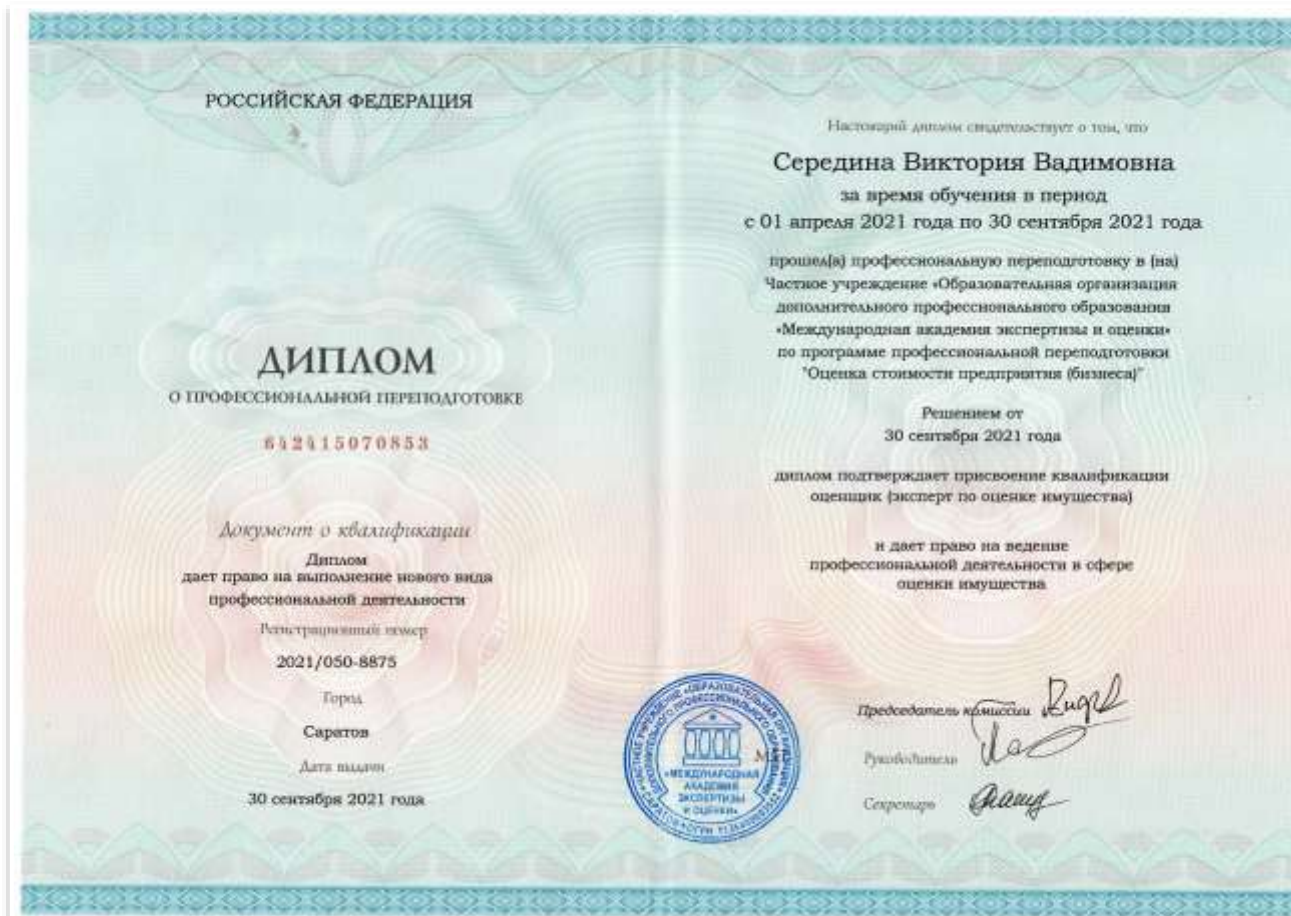 РОССИЙСКАЯ ФЕДЕРАЦИЯ
ДИПЛОМ
О ПРОФЕССИОНАЛЬНОЙ ПЕРЕПОДГОТОВКЕ
642415070853
Документ о квалификации
Диплом
дает право на выполнение нового вида
профессиональной деятельности
Регистрационный номер
2021/050-8875
Город
Саратов
Дата выдачи
30 сентября 2021 года
Настоящий диплом свидетельствует о том, что
Середина Виктория Вадимовна
за время обучения в период
с 01 апреля 2021 года по 30 сентября 2021 года
прошел(а) профессиональную переподготовку в (на)
Частное учреждение «Образовательная организация
дополнительного профессионального образования
«Международная академия экспертизы и оценки»
по программе профессиональной переподготовки
"Оценка стоимости предприятия (бизнеса)"
Решением от
30 сентября 2021 года
диплом подтверждает присвоение квалификации
оценщик (эксперт по оценке имущества)
и дает право на ведение
профессиональной деятельности в сфере
оценки имущества
Председатель комиссии
Руководитель
Секретарь
«МЕЖДУНАРОДНАЯ
АКАДЕМИЯ
ЭКСПЕРТИЗЫ
И ОЦЕНКИ»